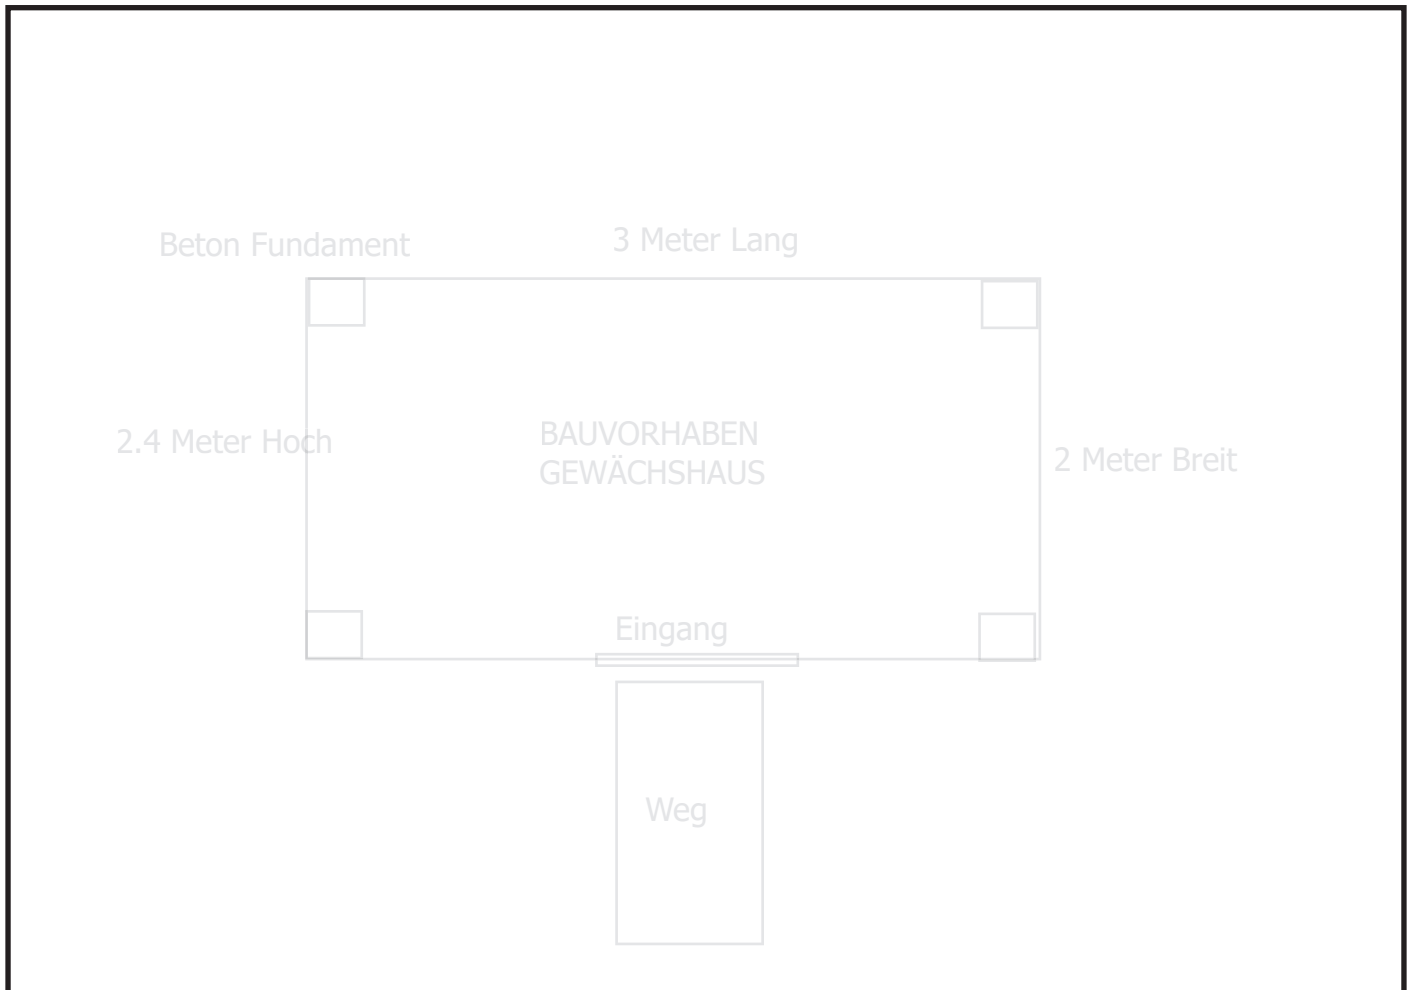 Beton Fundament
3 Meter Lang
2.4 Meter Hoch
BAUVORHABEN
GEWÄCHSHAUS
2 Meter Breit
Eingang
Weg